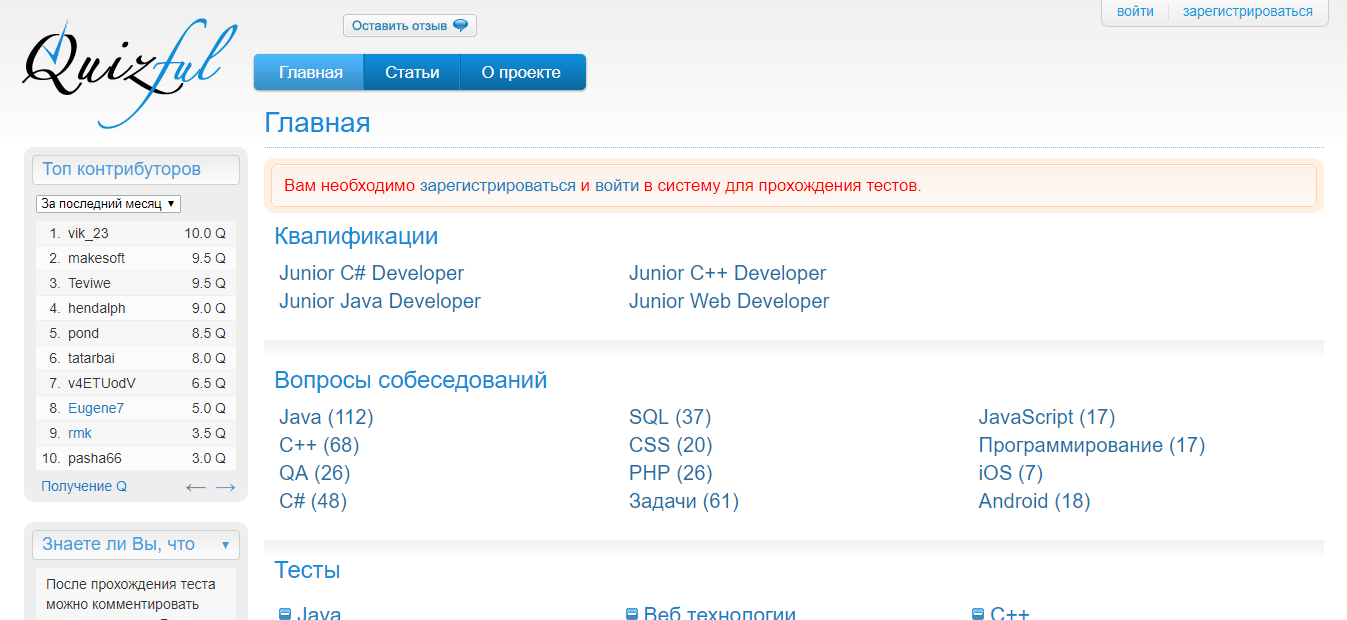 Quizful
Оставить отзыв
войти
зарегистрироваться
Главная
Статьи
О проекте
Главная
Топ контрибуторов
За последний месяц
1. vik_23 10.0 Q
2. makesoft 9.5 Q
3. Teviwe 9.5 Q
4. hendalph 9.0 Q
5. pond 8.5 Q
6. tatarbai 8.0 Q
7. v4ETUodV 6.5 Q
8. Eugene7 5.0 Q
9. rmk 3.5 Q
10. pasha66 3.0 Q
Получение Q
Знаете ли Вы, что
После прохождения теста
можно комментировать
Вам необходимо зарегистрироваться и войти в систему для прохождения тестов.
Квалификации
Junior C# Developer
Junior C++ Developer
Junior Java Developer
Junior Web Developer
Вопросы собеседований
Java (112)
SQL (37)
JavaScript (17)
C++ (68)
CSS (20)
Программирование (17)
QA (26)
PHP (26)
iOS (7)
C# (48)
Задачи (61)
Android (18)
Тесты
Java
Веб технологии
C++